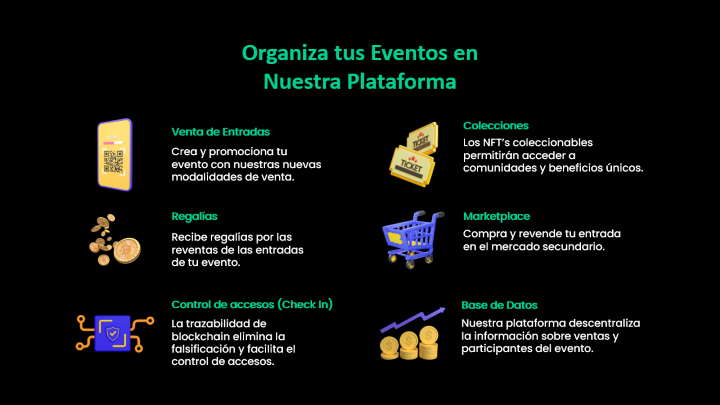 Organiza tus Eventos en
Nuestra Plataforma
Venta de Entradas
Crea y promociona tu
evento con nuestras nuevas
modalidades de venta.
Colecciones
Los NFT's coleccionables
permitirán acceder a
comunidades y beneficios únicos.
TICKET
TICKET
Regalías
Recibe regalías por las
reventas de las entradas
de tu evento.
Marketplace
Compra y revende tu entrada
en el mercado secundario.
Control de accesos (Check In)
La trazabilidad de
blockchain elimina la
falsificación y facilita el
control de accesos.
Base de Datos
Nuestra plataforma descentraliza
la información sobre ventas y
participantes del evento.